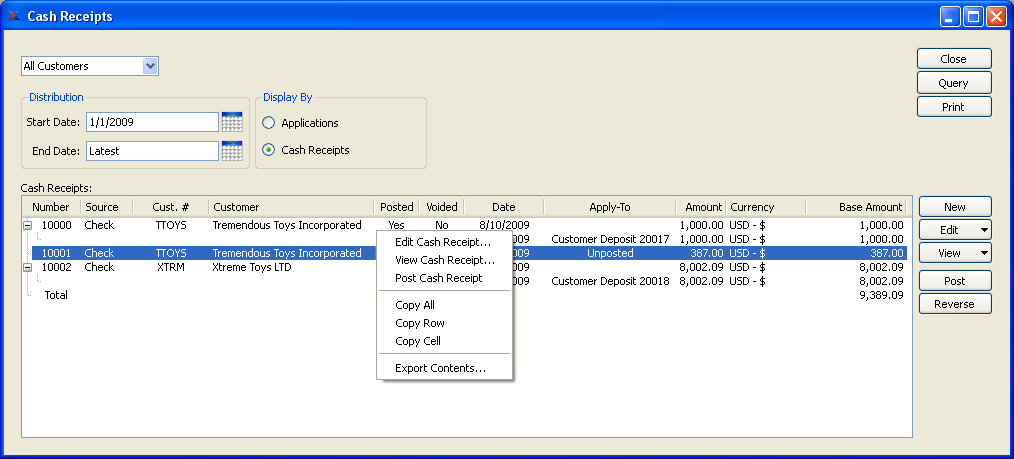 Cash Receipts
All Customers
Close
Query
Print
Distribution
Start Date: 1/1/2009
End Date: Latest
Display By
Applications
Cash Receipts
Cash Receipts:
Number Source Cust. # Customer Posted Voided Date Apply-To Amount Currency Base Amount
10000 Check TTOYS Tremendous Toys Incorporated Yes No 8/10/2009 1,000.00 USD - $ 1,000.00
009 Customer Deposit 20017 1,000.00 USD - $ 1,000.00
10001 Check TTOYS Tremendous Toys Incorporated 009 Unposted 387.00 USD - $ 387.00
10002 Check XTRM Xtreme Toys LTD 009 8,002.09 USD - $ 8,002.09
009 Customer Deposit 20018 8,002.09 USD - $ 8,002.09
Total 9,389.09
Edit Cash Receipt...
View Cash Receipt...
Post Cash Receipt
Copy All
Copy Row
Copy Cell
Export Contents...
New
Edit
View
Post
Reverse